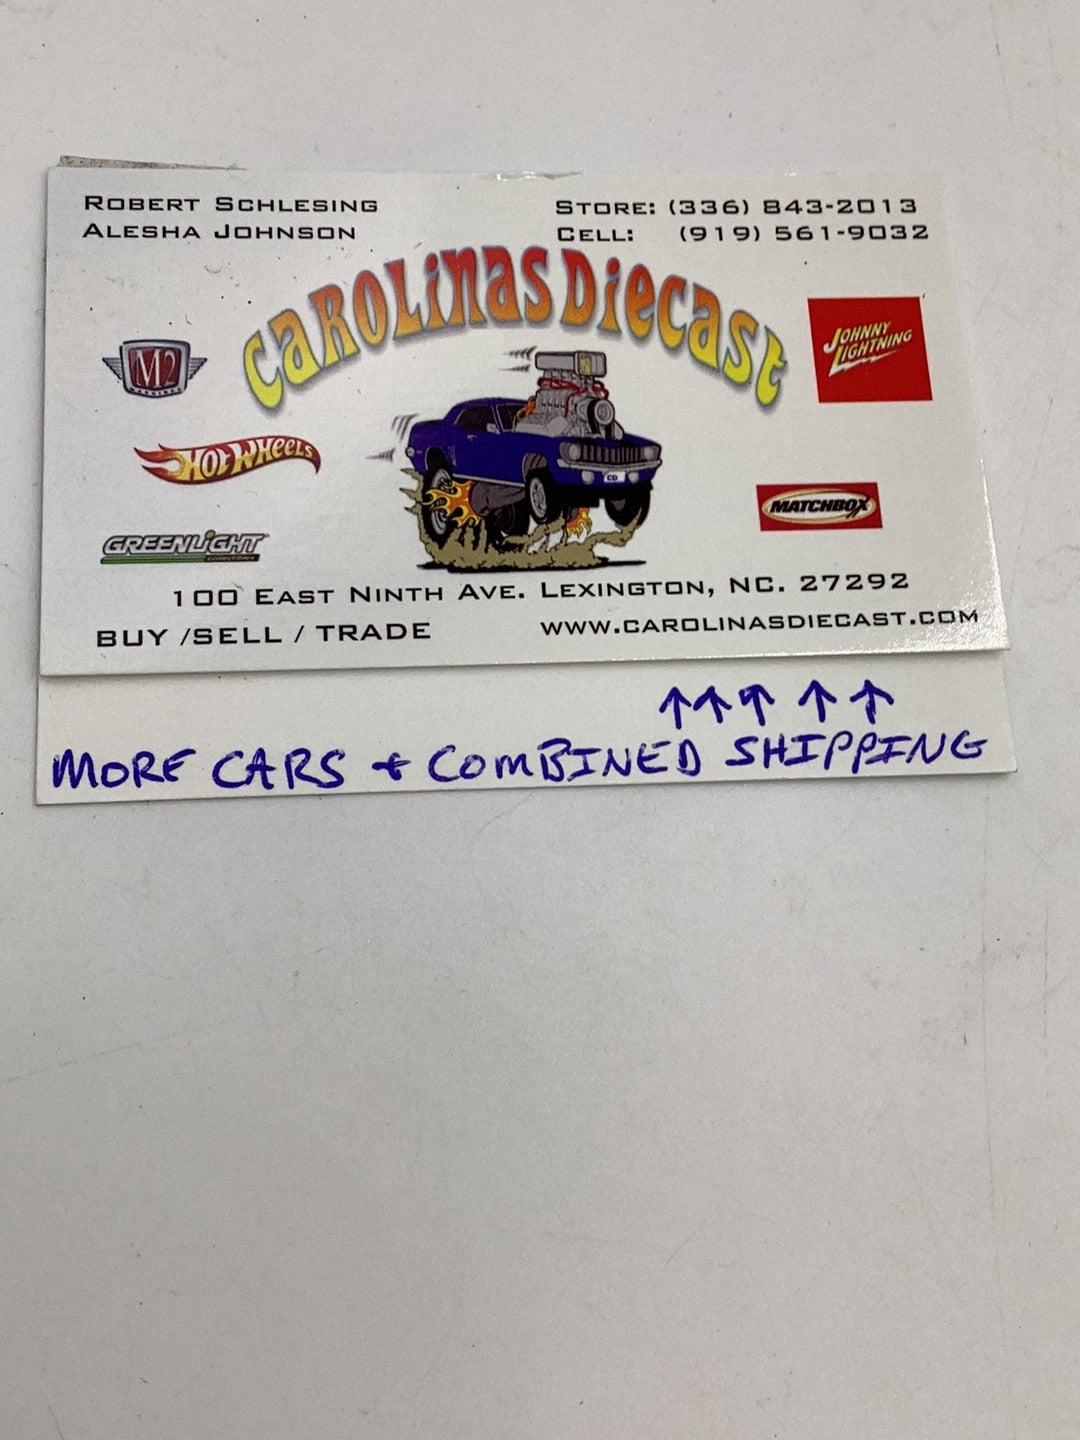 ROBERT SCHLESING
ALESHA JOHNSON
STORE: (336) 843-2013
CELL: (919) 561-9032
CAROLINAS DIECAST
M2
HOT WHEELS
GREENLIGHT
JOHNNY LIGHTNING
MATCHBOX
CD
100 EAST NINTH AVE. LEXINGTON, NC. 27292
BUY /SELL / TRADE
WWW.CAROLINASDIECAST.COM
↑↑↑ ↑ ↑
MORE CARS & COMBINED SHIPPING